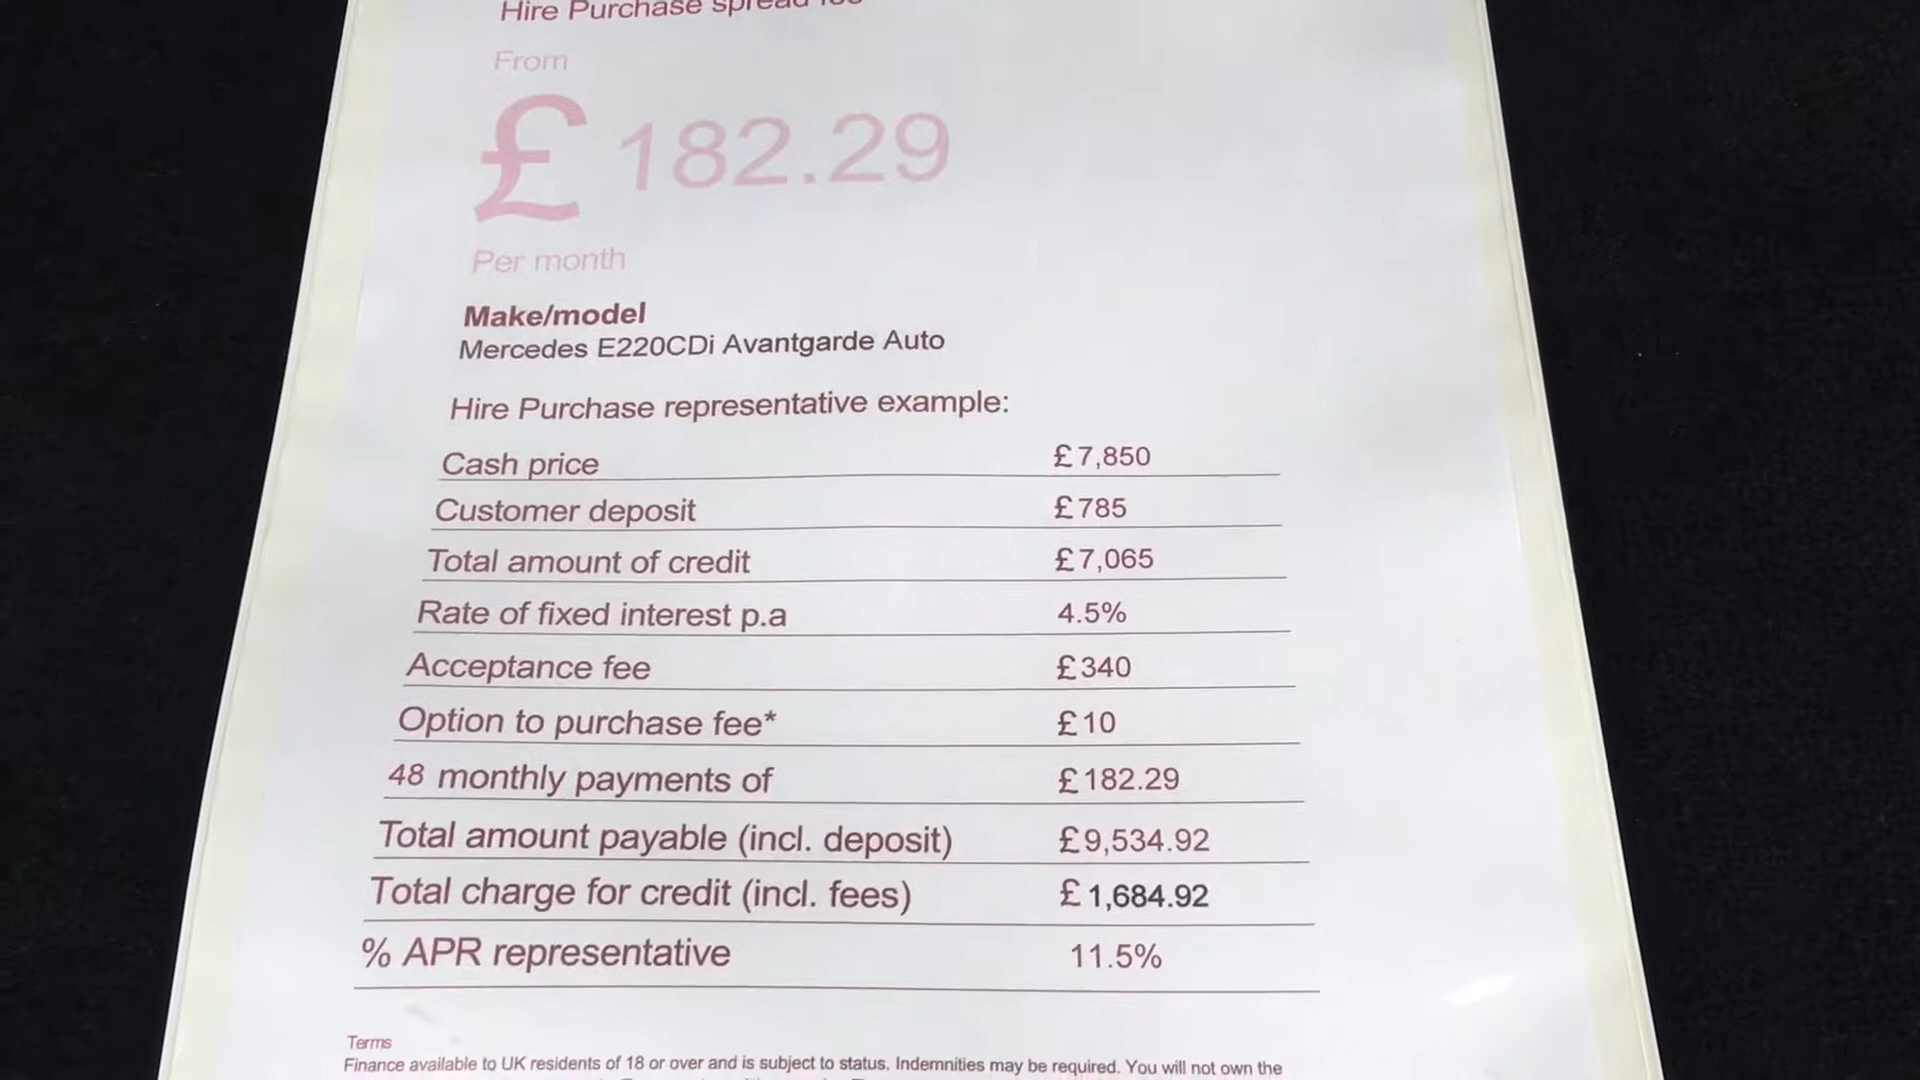 Hire Purchase spread fee
From
£ 182.29
Per month
Make/model
Mercedes E220CDi Avantgarde Auto
Hire Purchase representative example:
Cash price £7,850
Customer deposit £785
Total amount of credit £7,065
Rate of fixed interest p.a 4.5%
Acceptance fee £340
Option to purchase fee* £10
48 monthly payments of £182.29
Total amount payable (incl. deposit) £9,534.92
Total charge for credit (incl. fees) £1,684.92
% APR representative 11.5%
Terms
Finance available to UK residents of 18 or over and is subject to status. Indemnities may be required. You will not own the